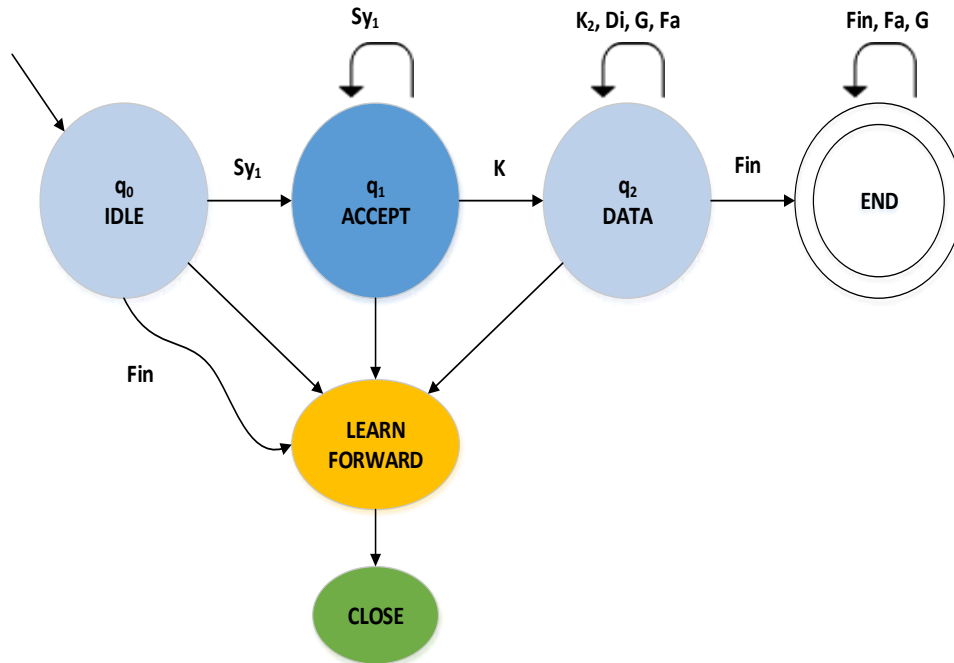 Sy₁
K₂, Di, G, Fa
Fin, Fa, G
q₀
IDLE
Sy₁
q₁
ACCEPT
K
q₂
DATA
Fin
END
Fin
LEARN
FORWARD
CLOSE